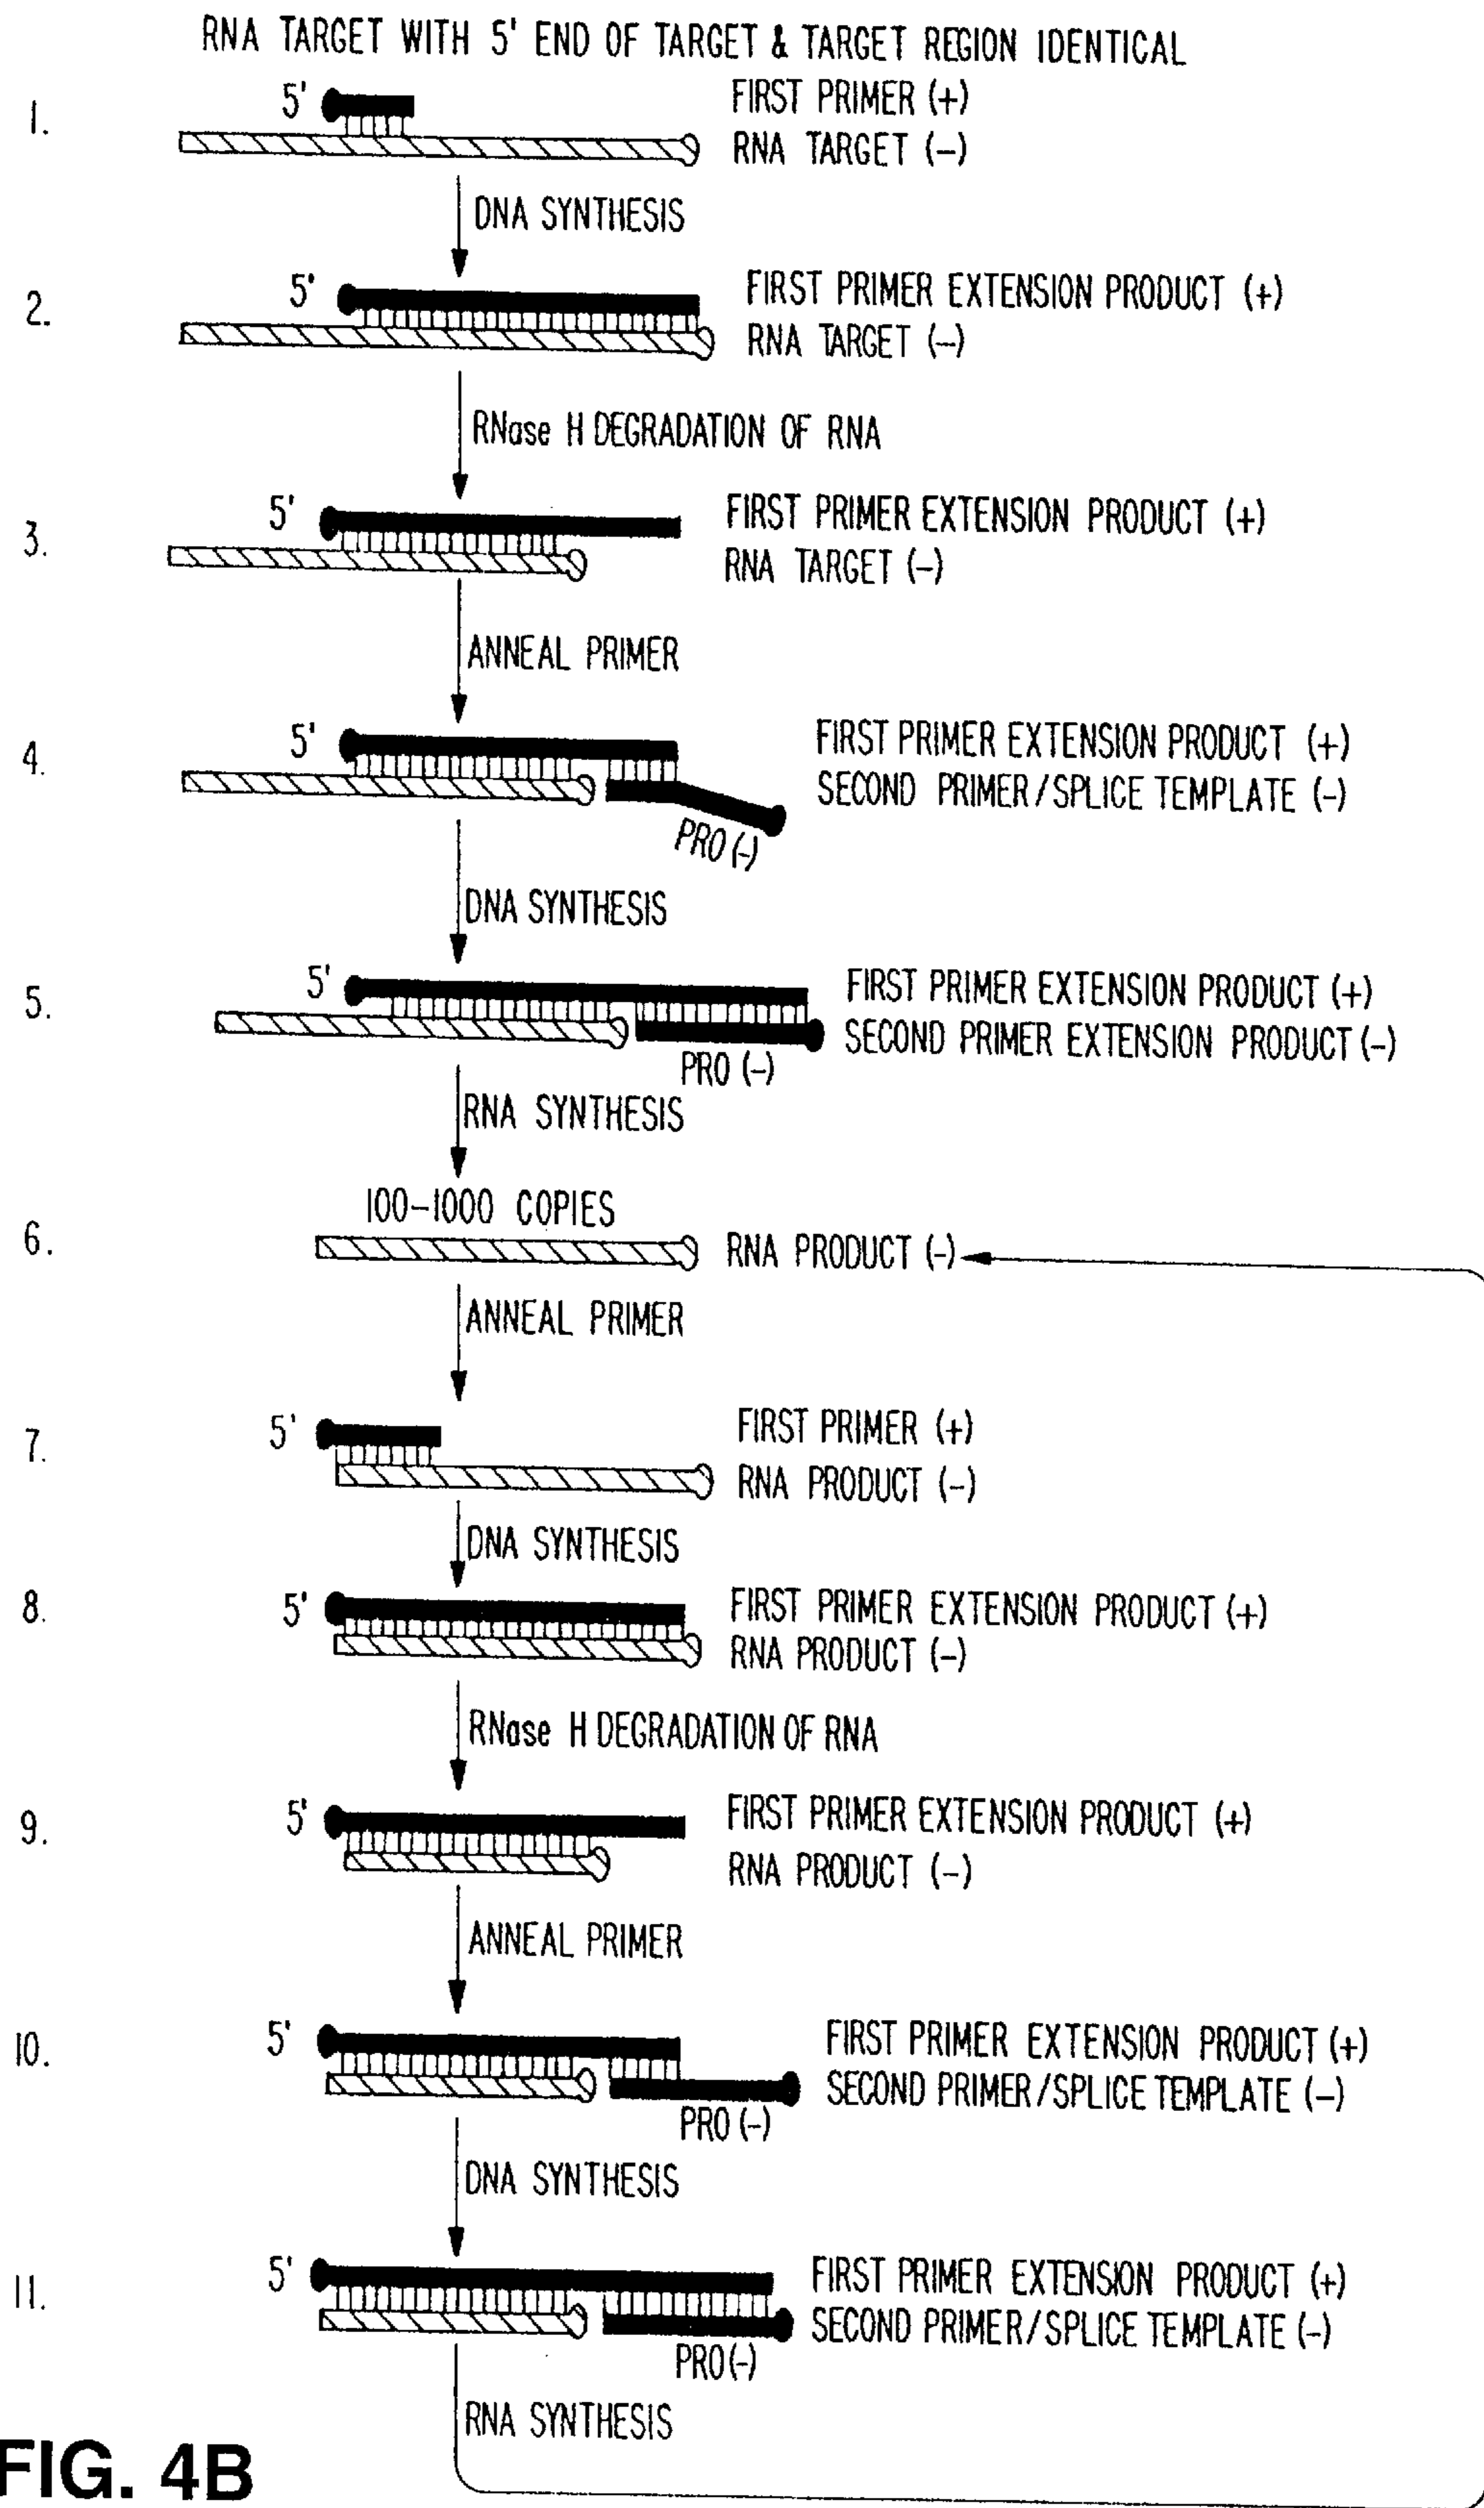 RNA TARGET WITH 5' END OF TARGET & TARGET REGION IDENTICAL
1.
5'
FIRST PRIMER (+)
RNA TARGET (–)
DNA SYNTHESIS
2.
5'
FIRST PRIMER EXTENSION PRODUCT (+)
RNA TARGET (–)
RNase H DEGRADATION OF RNA
3.
5'
FIRST PRIMER EXTENSION PRODUCT (+)
RNA TARGET (–)
ANNEAL PRIMER
4.
5'
FIRST PRIMER EXTENSION PRODUCT (+)
SECOND PRIMER/SPLICE TEMPLATE (–)
PRO (–)
DNA SYNTHESIS
5.
5'
FIRST PRIMER EXTENSION PRODUCT (+)
SECOND PRIMER EXTENSION PRODUCT (–)
PRO (–)
RNA SYNTHESIS
100–1000 COPIES
6.
RNA PRODUCT (–)
ANNEAL PRIMER
7.
5'
FIRST PRIMER (+)
RNA PRODUCT (–)
DNA SYNTHESIS
8.
5'
FIRST PRIMER EXTENSION PRODUCT (+)
RNA PRODUCT (–)
RNase H DEGRADATION OF RNA
9.
5'
FIRST PRIMER EXTENSION PRODUCT (+)
RNA PRODUCT (–)
ANNEAL PRIMER
10.
5'
FIRST PRIMER EXTENSION PRODUCT (+)
SECOND PRIMER/SPLICE TEMPLATE (–)
PRO (–)
DNA SYNTHESIS
11.
5'
FIRST PRIMER EXTENSION PRODUCT (+)
SECOND PRIMER/SPLICE TEMPLATE (–)
PRO (–)
RNA SYNTHESIS
FIG. 4B